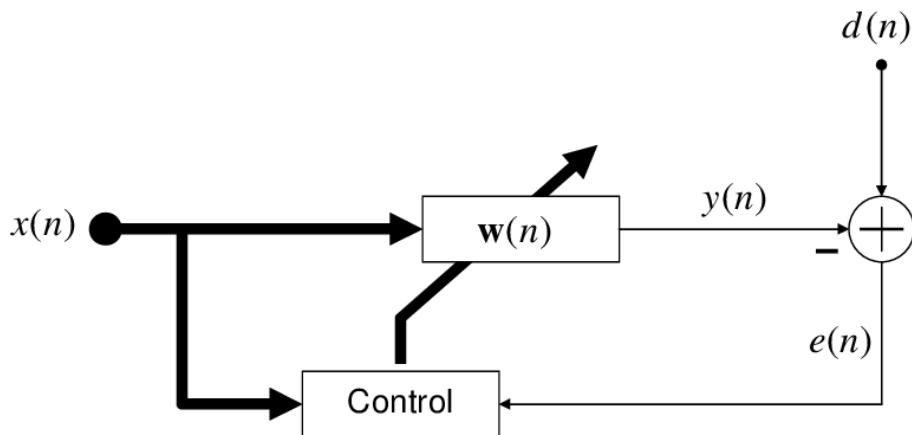 d(n)
x(n)
w(n)
y(n)
−
e(n)
Control